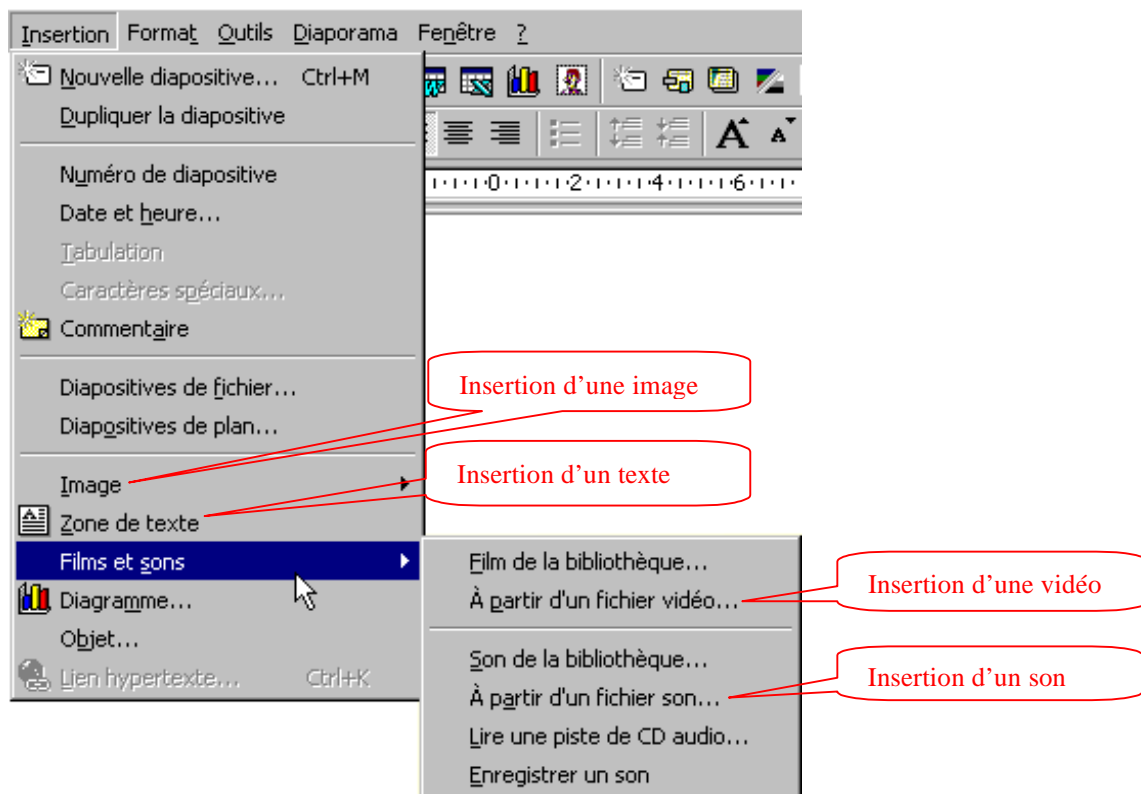 Insertion Format Outils Diaporama Fenêtre ?
Nouvelle diapositive... Ctrl+M
Dupliquer la diapositive
A A
0 2 4 6
Numéro de diapositive
Date et heure...
Tabulation
Caractères spéciaux...
Commentaire
Diapositives de fichier...
Diapositives de plan...
Insertion d’une image
Image
Insertion d’un texte
Zone de texte
Films et sons
Diagramme...
Objet...
Lien hypertexte... Ctrl+K
Film de la bibliothèque...
À partir d'un fichier vidéo...
Insertion d’une vidéo
Son de la bibliothèque...
À partir d'un fichier son...
Insertion d’un son
Lire une piste de CD audio...
Enregistrer un son